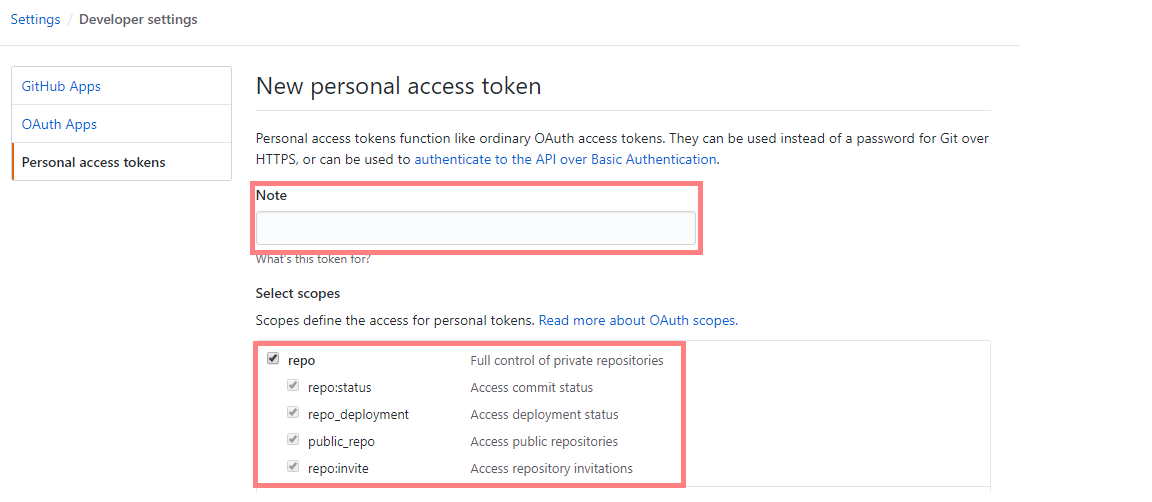 Settings / Developer settings
GitHub Apps
OAuth Apps
Personal access tokens
New personal access token
Personal access tokens function like ordinary OAuth access tokens. They can be used instead of a password for Git over
HTTPS, or can be used to authenticate to the API over Basic Authentication.
Note
What's this token for?
Select scopes
Scopes define the access for personal tokens. Read more about OAuth scopes.
repo Full control of private repositories
repo:status Access commit status
repo_deployment Access deployment status
public_repo Access public repositories
repo:invite Access repository invitations